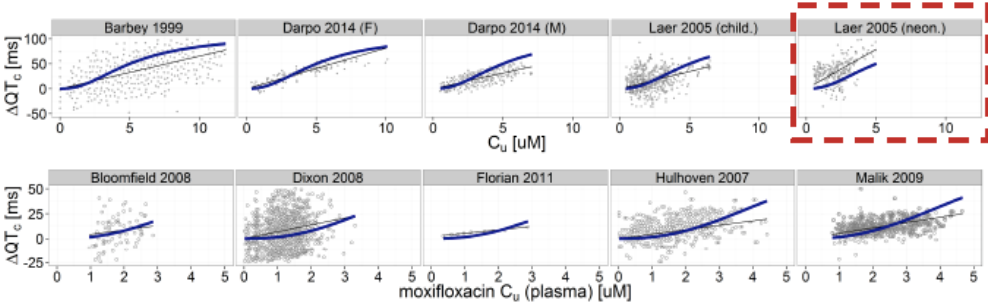 Barbey 1999 Darpo 2014 (F) Darpo 2014 (M) Laer 2005 (child.) Laer 2005 (neon.)
ΔQTc [ms]
100
50
0
-50
0 5 10 0 5 10 0 5 10 0 5 10 0 5 10
Cu [uM]
Bloomfield 2008 Dixon 2008 Florian 2011 Hulhoven 2007 Malik 2009
ΔQTc [ms]
50
25
0
-25
0 1 2 3 4 5 0 1 2 3 4 5 0 1 2 3 4 5 0 1 2 3 4 5 0 1 2 3 4 5
moxifloxacin Cu (plasma) [uM]